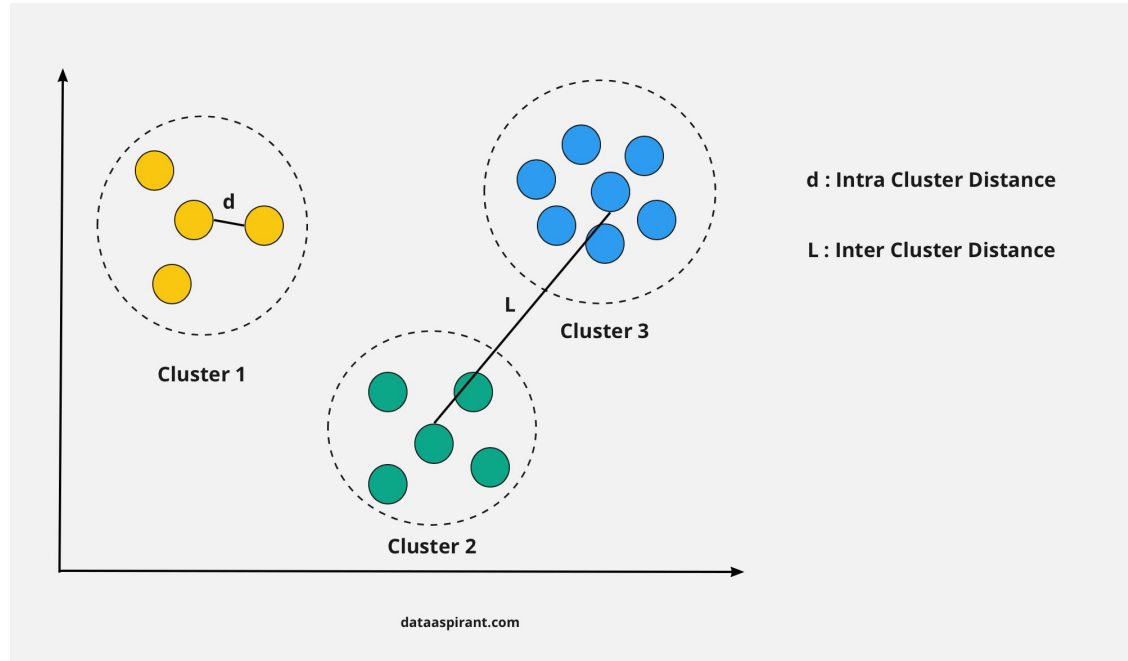 d
Cluster 1
L
Cluster 3
Cluster 2
d : Intra Cluster Distance
L : Inter Cluster Distance
dataaspirant.com